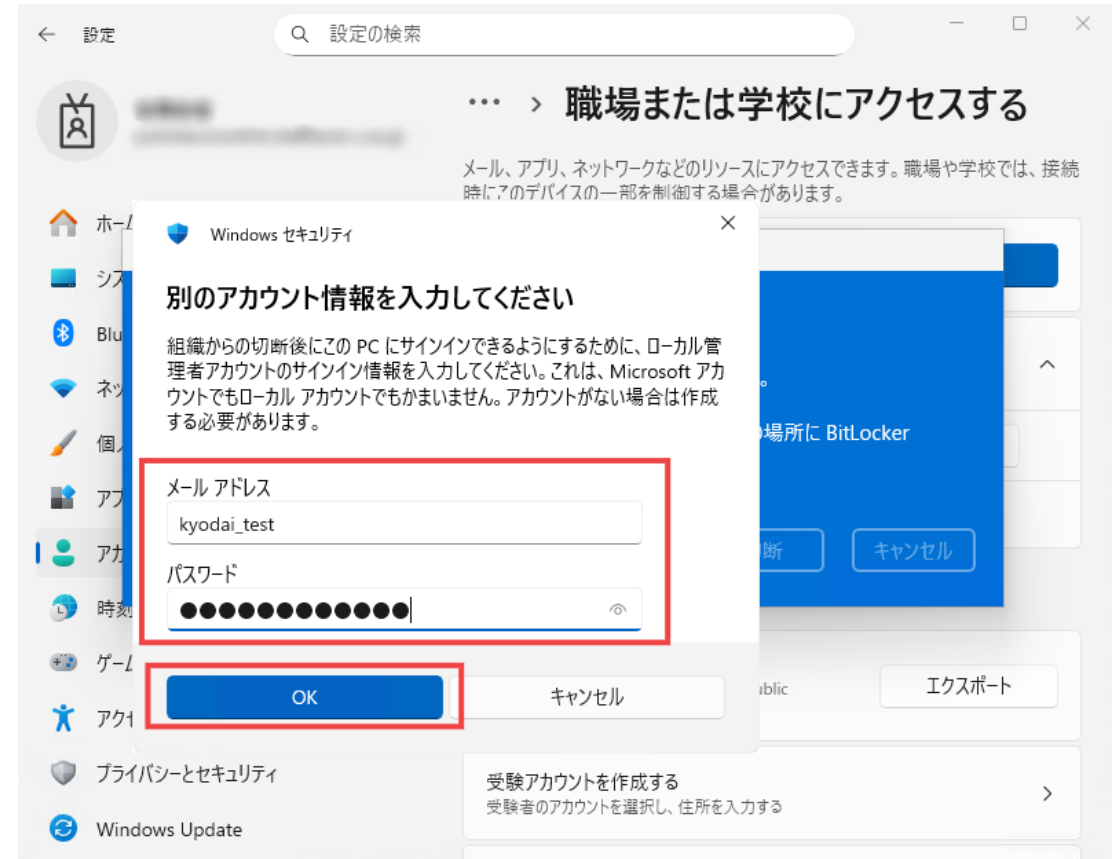 設定
設定の検索
… › 職場または学校にアクセスする
メール、アプリ、ネットワークなどのリソースにアクセスできます。職場や学校では、接続
時にこのデバイスの一部を制御する場合があります。
ホーム
シス
Blu
ネッ
個人
アプ
アカ
時刻
ゲーム
アクセ
プライバシーとセキュリティ
Windows Update
Windows セキュリティ
別のアカウント情報を入力してください
組織からの切断後にこの PC にサインインできるようにするために、ローカル管
理者アカウントのサインイン情報を入力してください。これは、Microsoft アカ
ウントでもローカル アカウントでもかまいません。アカウントがない場合は作成
する必要があります。
メール アドレス
kyodai_test
パスワード
●●●●●●●●●●●●
OK
キャンセル
。
場所に BitLocker
断
キャンセル
ublic
エクスポート
受験アカウントを作成する
受験者のアカウントを選択し、住所を入力する